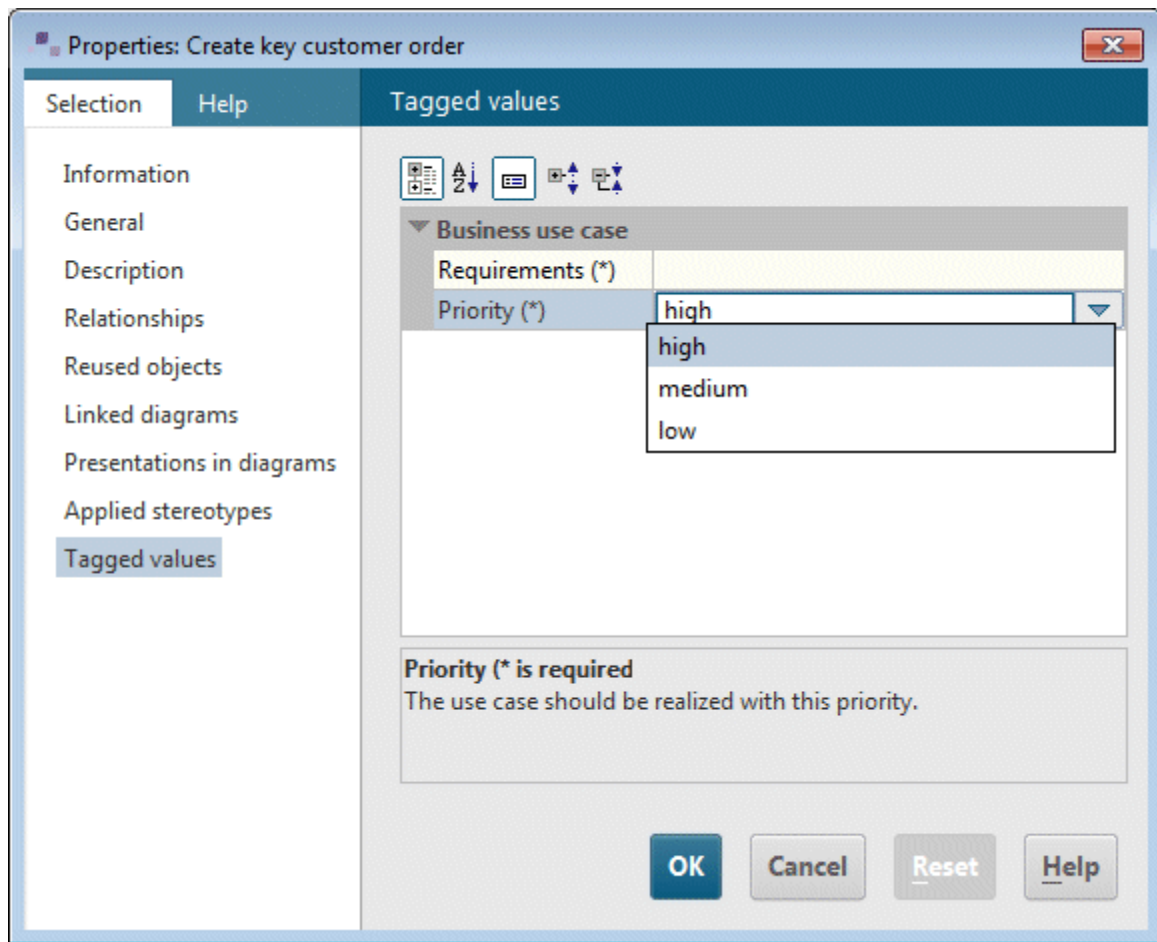 Properties: Create key customer order
Selection Help Tagged values
Information
General
Description
Relationships
Reused objects
Linked diagrams
Presentations in diagrams
Applied stereotypes
Tagged values
Business use case
Requirements (*)
Priority (*) high
high
medium
low
Priority (* is required
The use case should be realized with this priority.
OK Cancel Reset Help